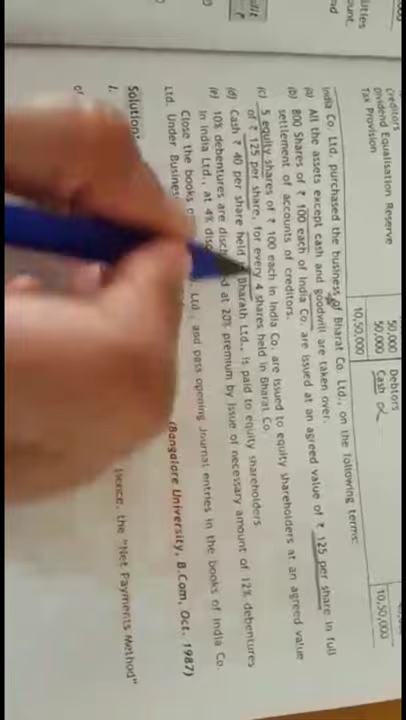 Creditors 50,000 Debtors
Dividend Equalisation Reserve 50,000 Cash
Tax Provision
10,50,000 10,50,000
India Co. Ltd. purchased the business of Bharat Co. Ltd., on the following terms:
(a) All the assets except cash and goodwill are taken over.
(b) 800 Shares of ₹ 100 each of India Co. are issued at an agreed value of ₹ 125 per share in full
settlement of accounts of creditors.
(c) 5 equity shares of ₹ 100 each in India Co. are issued to equity shareholders at an agreed value
of ₹ 125 per share, for every 4 shares held in Bharat Co.
(d) Cash ₹ 40 per share held Bharath Ltd., is paid to equity shareholders
(e) 10% debentures are at 20% premium by issue of necessary amount of 12% debentures
in India Ltd., at 4%
Close the books Ltd., and pass opening Journal entries in the books of India Co.
Ltd. Under
(Bangalore University, B.Com, Oct. 1987)
Solution:
1. the "Net Payments Method"
of